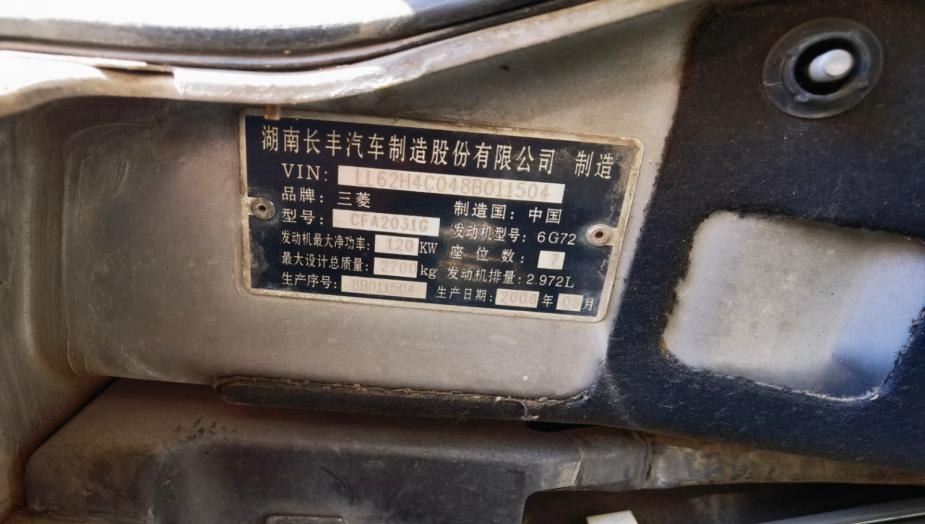 湖南长丰汽车制造股份有限公司 制造
VIN: LL62H4C048B011504
品牌: 三菱 制造国: 中国
型号: CFA2031G 发动机型号: 6G72
发动机最大净功率: 120 KW 座位数: 7
最大设计总质量: 2700 kg 发动机排量: 2.972L
生产序号: 8B011504 生产日期: 2008 年 03 月